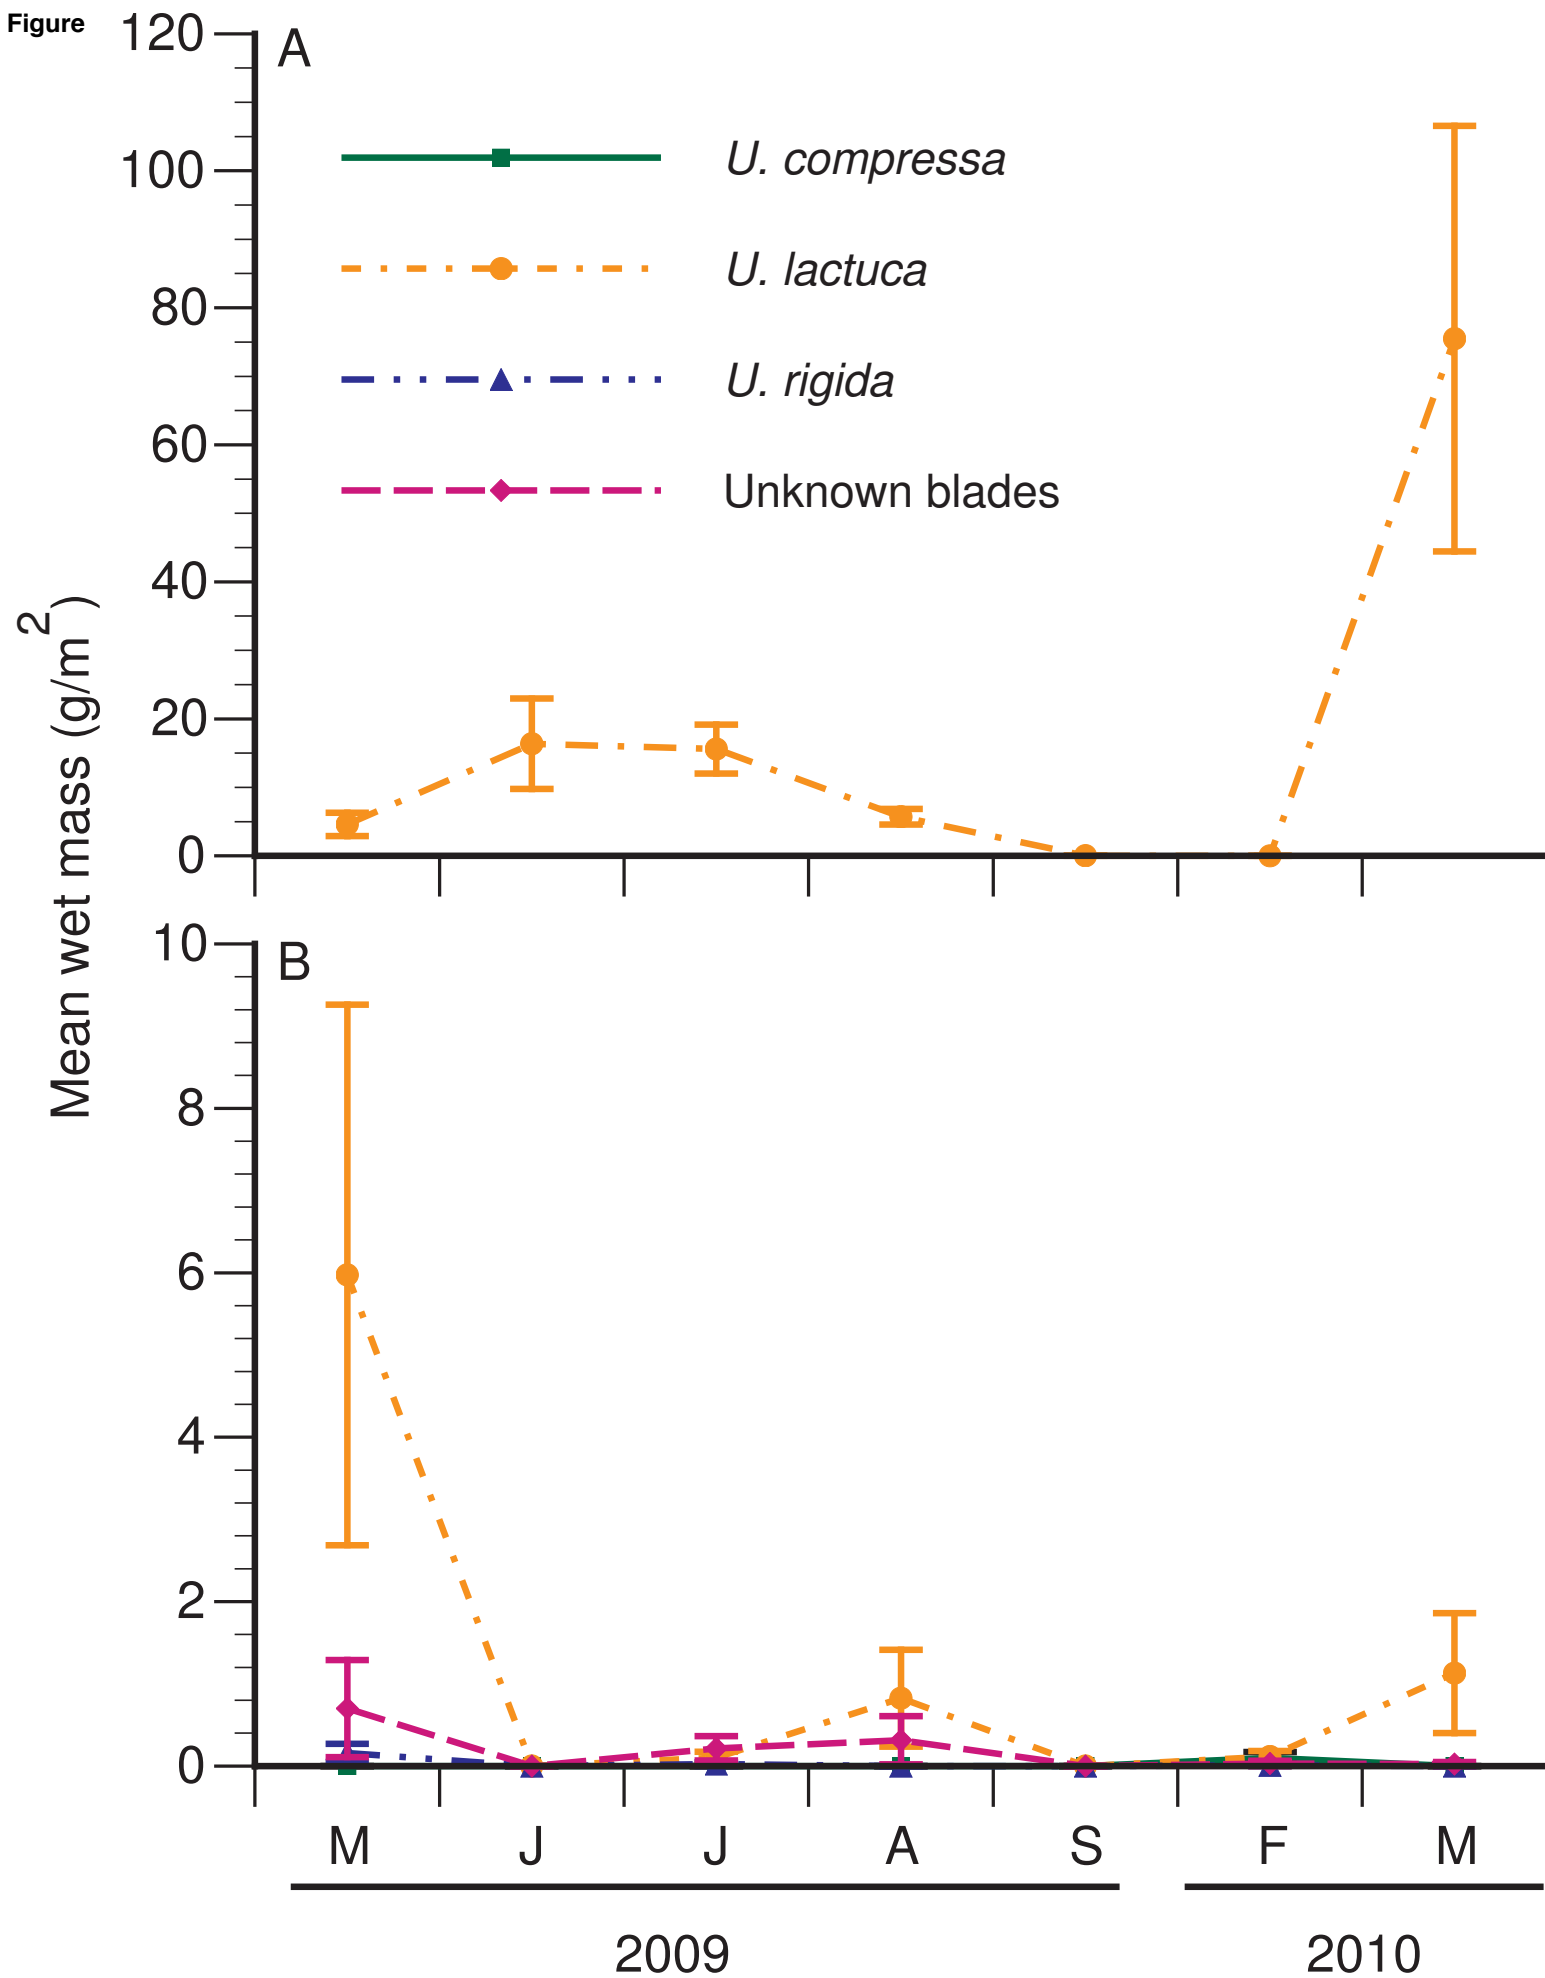 Figure
A
120
100
80
60
40
20
0
U. compressa
U. lactuca
U. rigida
Unknown blades
Mean wet mass (g/m2)
B
10
8
6
4
2
0
M J J A S F M
2009 2010